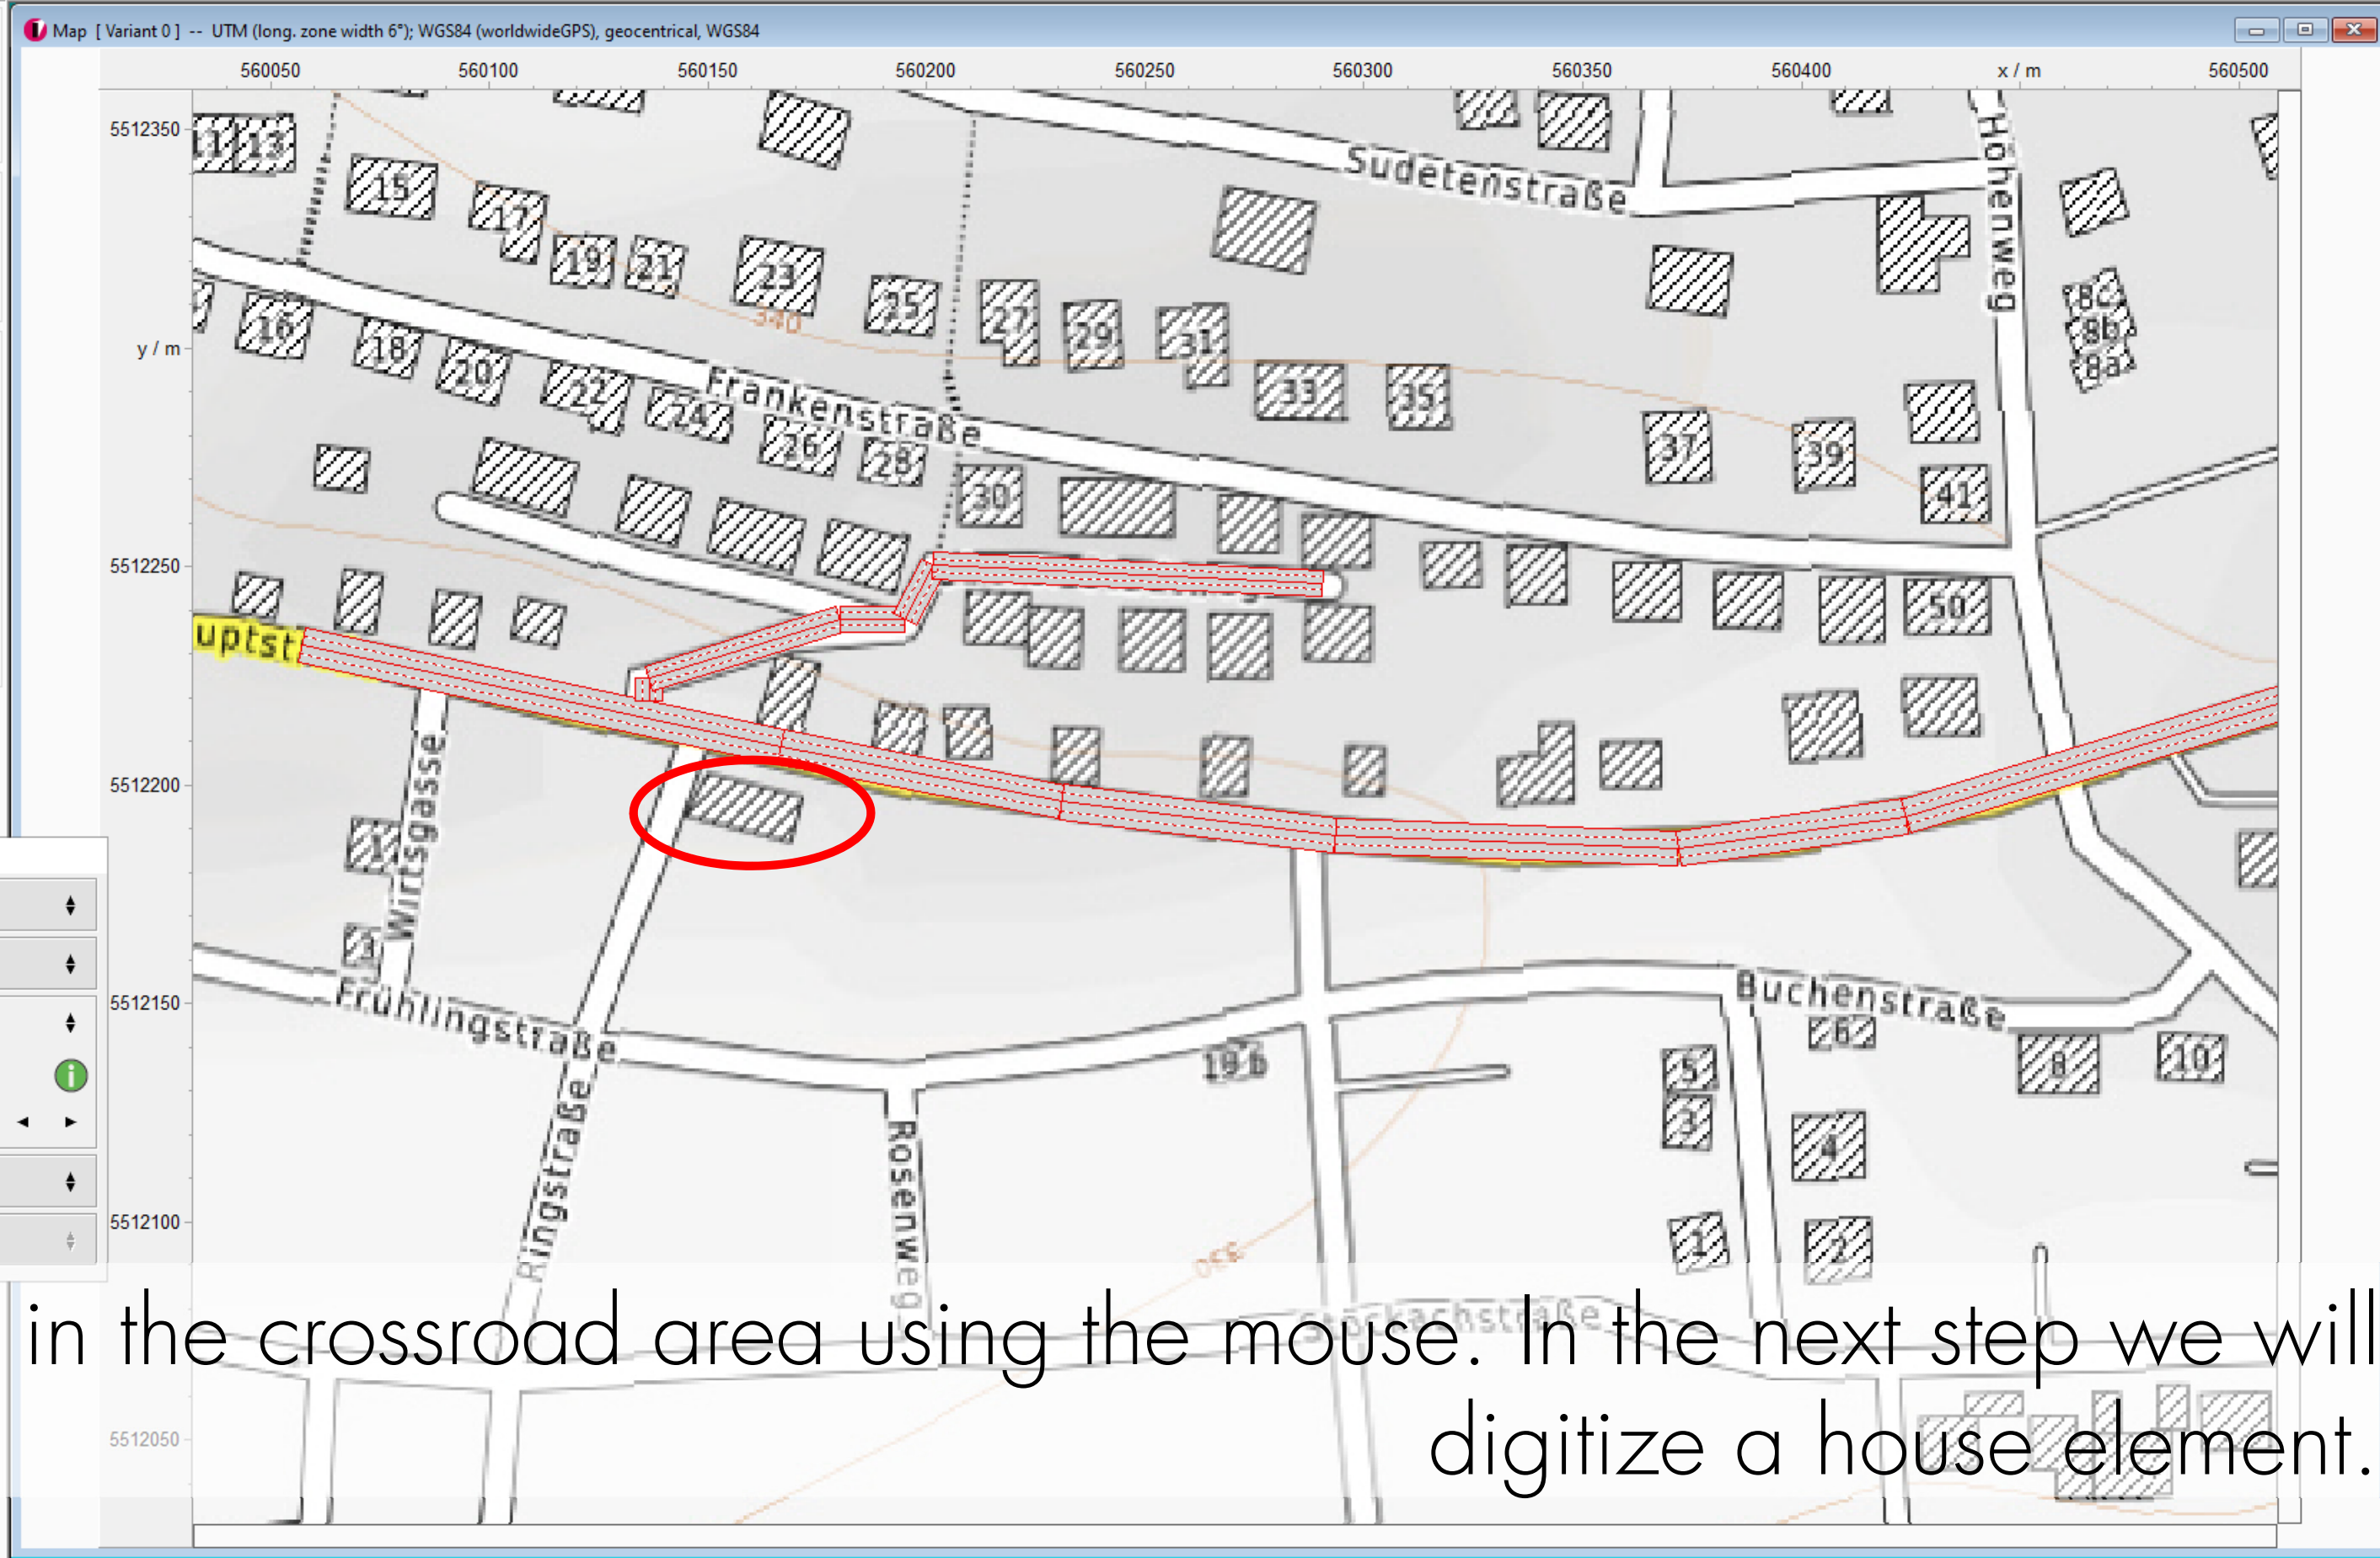 Map [ Variant 0 ] -- UTM (long. zone width 6°); WGS84 (worldwideGPS), geocentrical, WGS84
560050 560100 560150 560200 560250 560300 560350 560400 x / m 560500
5512350
11 13
Sudetenstraße
Höhenweg
15
17
19 21 23
25 27 29 31
8c
8b
8a
340
16
y / m
18
20
22
24
26
28
Frankenstraße
33 35
37 39
41
30
5512250
50
uptst
5512200
Wirtsgasse
1
3
5512150
Frühlingstraße
Buchenstraße
6
19 b
5
3
8 10
4
Ringstraße
Rosenweg
5512100
1 2
330
Stockachstraße
in the crossroad area using the mouse. In the next step we will
5512050
digitize a house element.